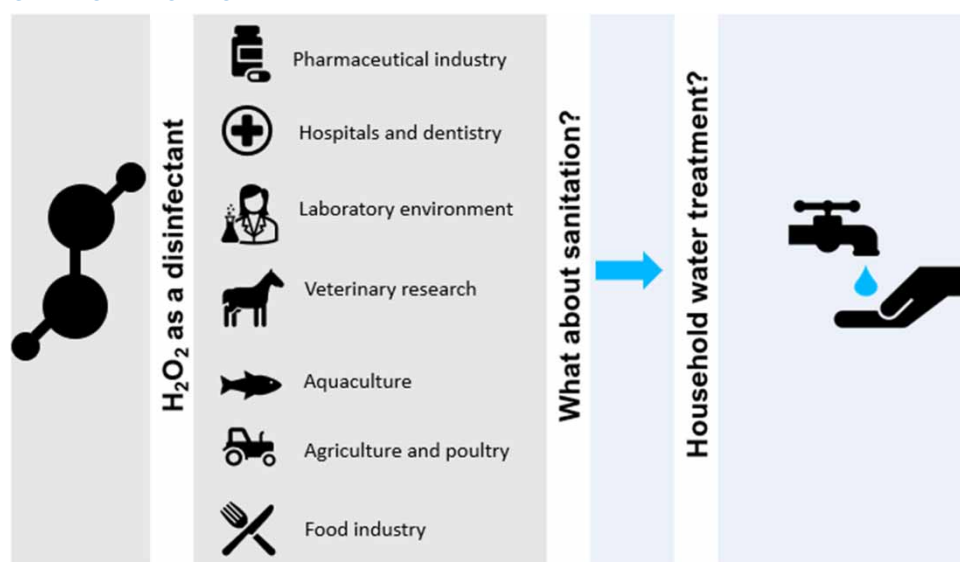 H₂O₂ as a disinfectant
Pharmaceutical industry
Hospitals and dentistry
Laboratory environment
Veterinary research
Aquaculture
Agriculture and poultry
Food industry
What about sanitation?
Household water treatment?